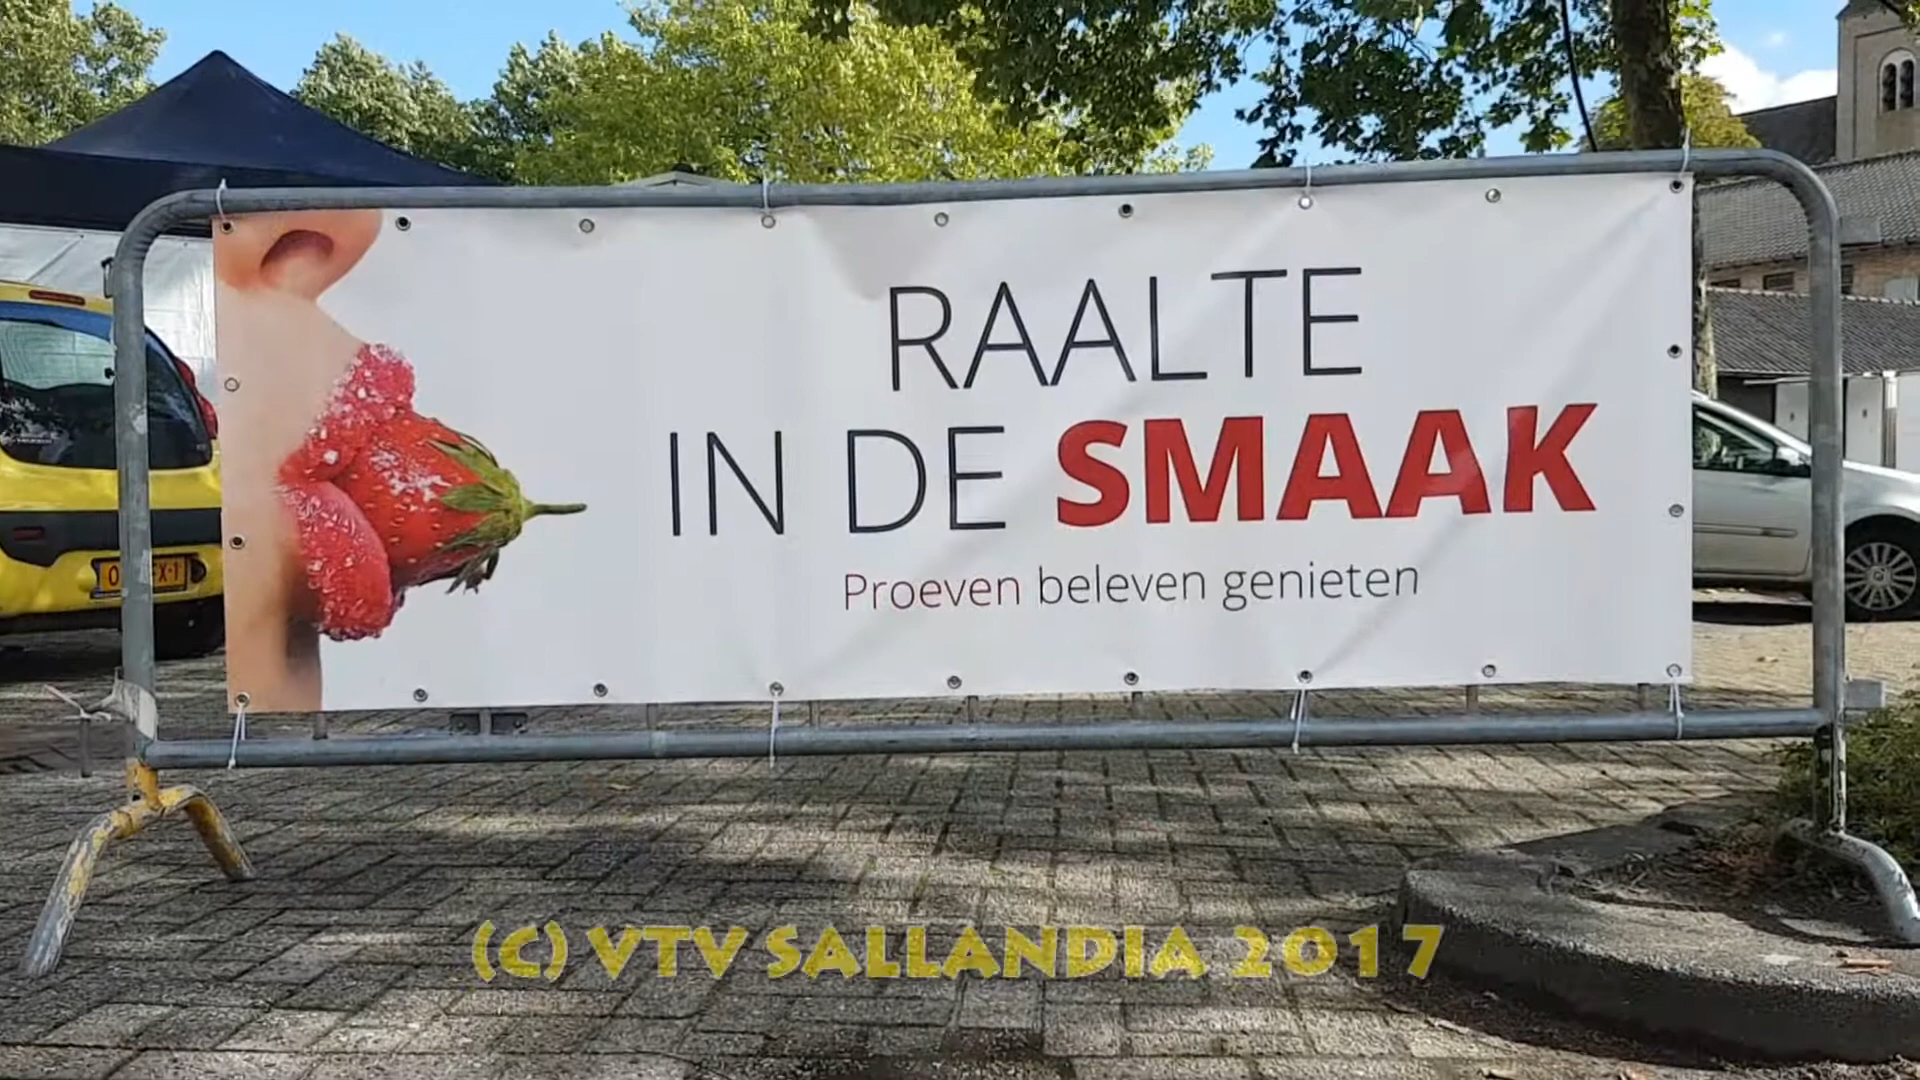 RAALTE
IN DE SMAAK
Proeven beleven genieten
(C) VTV SALLANDIA 2017